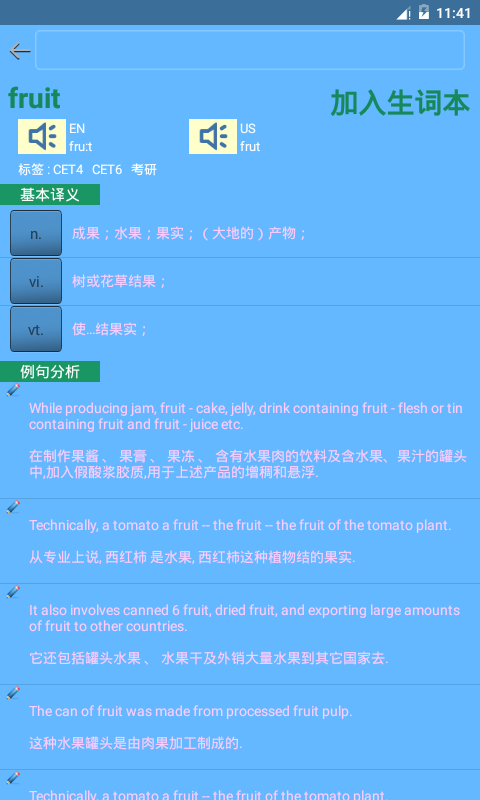 11:41
fruit
加入生词本
EN
fru:t
US
frut
标签 : CET4 CET6 考研
基本译义
n.
成果；水果；果实；（大地的）产物；
vi.
树或花草结果；
vt.
使...结果实；
例句分析
While producing jam, fruit - cake, jelly, drink containing fruit - flesh or tin
containing fruit and fruit - juice etc.
在制作果酱 、 果膏 、 果冻 、 含有水果肉的饮料及含水果、果汁的罐头
中,加入假酸浆胶质,用于上述产品的增稠和悬浮.
Technically, a tomato a fruit -- the fruit -- the fruit of the tomato plant.
从专业上说, 西红柿 是水果, 西红柿这种植物结的果实.
It also involves canned 6 fruit, dried fruit, and exporting large amounts
of fruit to other countries.
它还包括罐头水果 、 水果干及外销大量水果到其它国家去.
The can of fruit was made from processed fruit pulp.
这种水果罐头是由肉果加工制成的.
Technically, a tomato a fruit -- the fruit of the tomato plant.